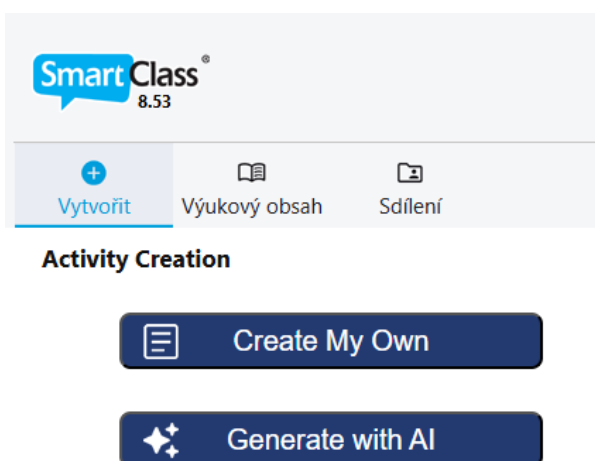 SmartClass®
8.53
Vytvořit
Výukový obsah
Sdílení
Activity Creation
Create My Own
Generate with AI